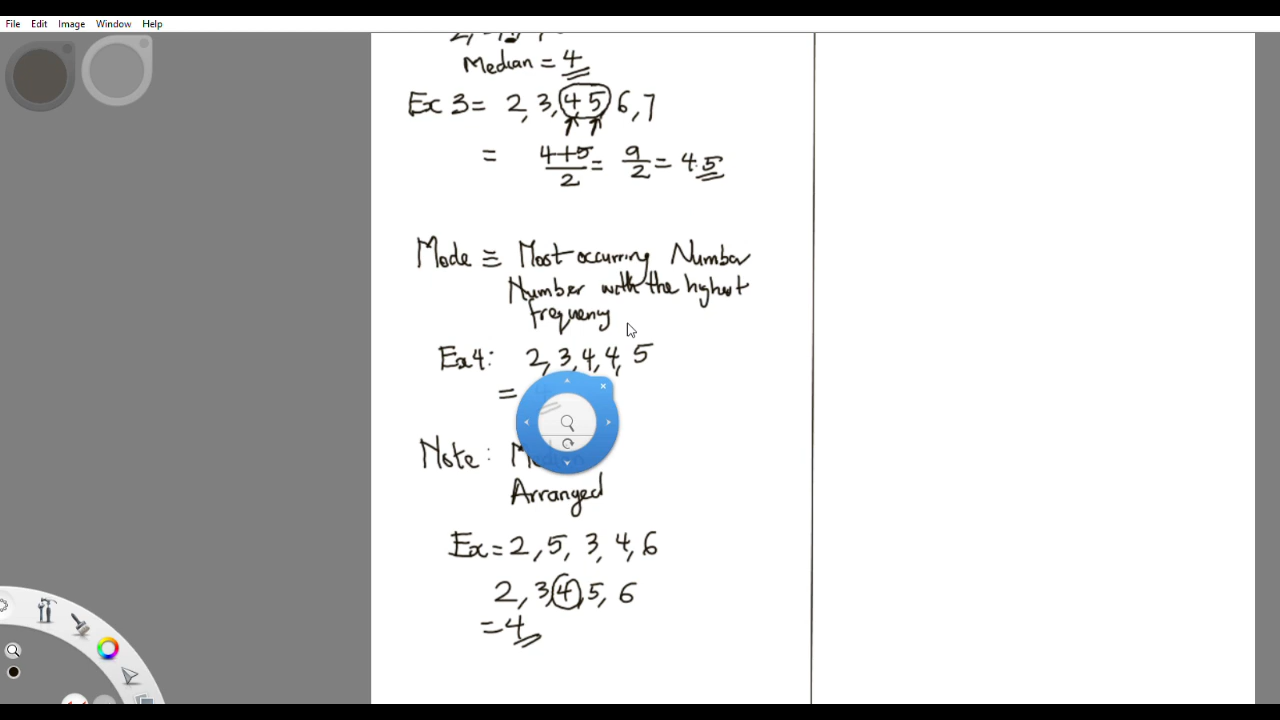 File Edit Image Window Help
Median = 4
Ex 3 = 2, 3, 4, 5, 6, 7
= 4+5/2 = 9/2 = 4.5
Mode ≡ Most occurring Number
Number with the highest
frequency
Ex4: 2, 3, 4, 4, 5
=
Note:
Arranged
Ex = 2, 5, 3, 4, 6
2, 3, 4, 5, 6
= 4